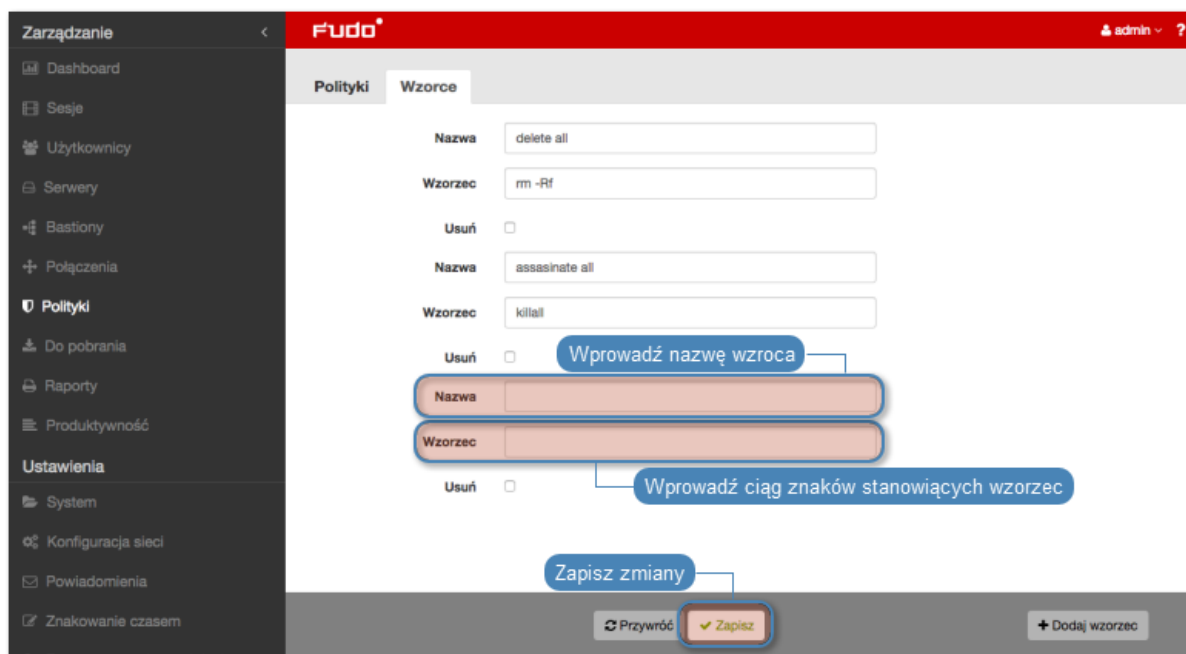 Zarządzanie
Fudo
admin
?
Dashboard
Sesje
Użytkownicy
Serwery
Bastiony
Połączenia
Polityki
Do pobrania
Raporty
Produktywność
Ustawienia
System
Konfiguracja sieci
Powiadomienia
Znakowanie czasem
Polityki Wzorce
Nazwa delete all
Wzorzec rm -Rf
Usuń
Nazwa assasinate all
Wzorzec killall
Usuń
Wprowadź nazwę wzroca
Nazwa
Wzorzec
Wprowadź ciąg znaków stanowiących wzorzec
Usuń
Zapisz zmiany
Przywróć Zapisz Dodaj wzorzec